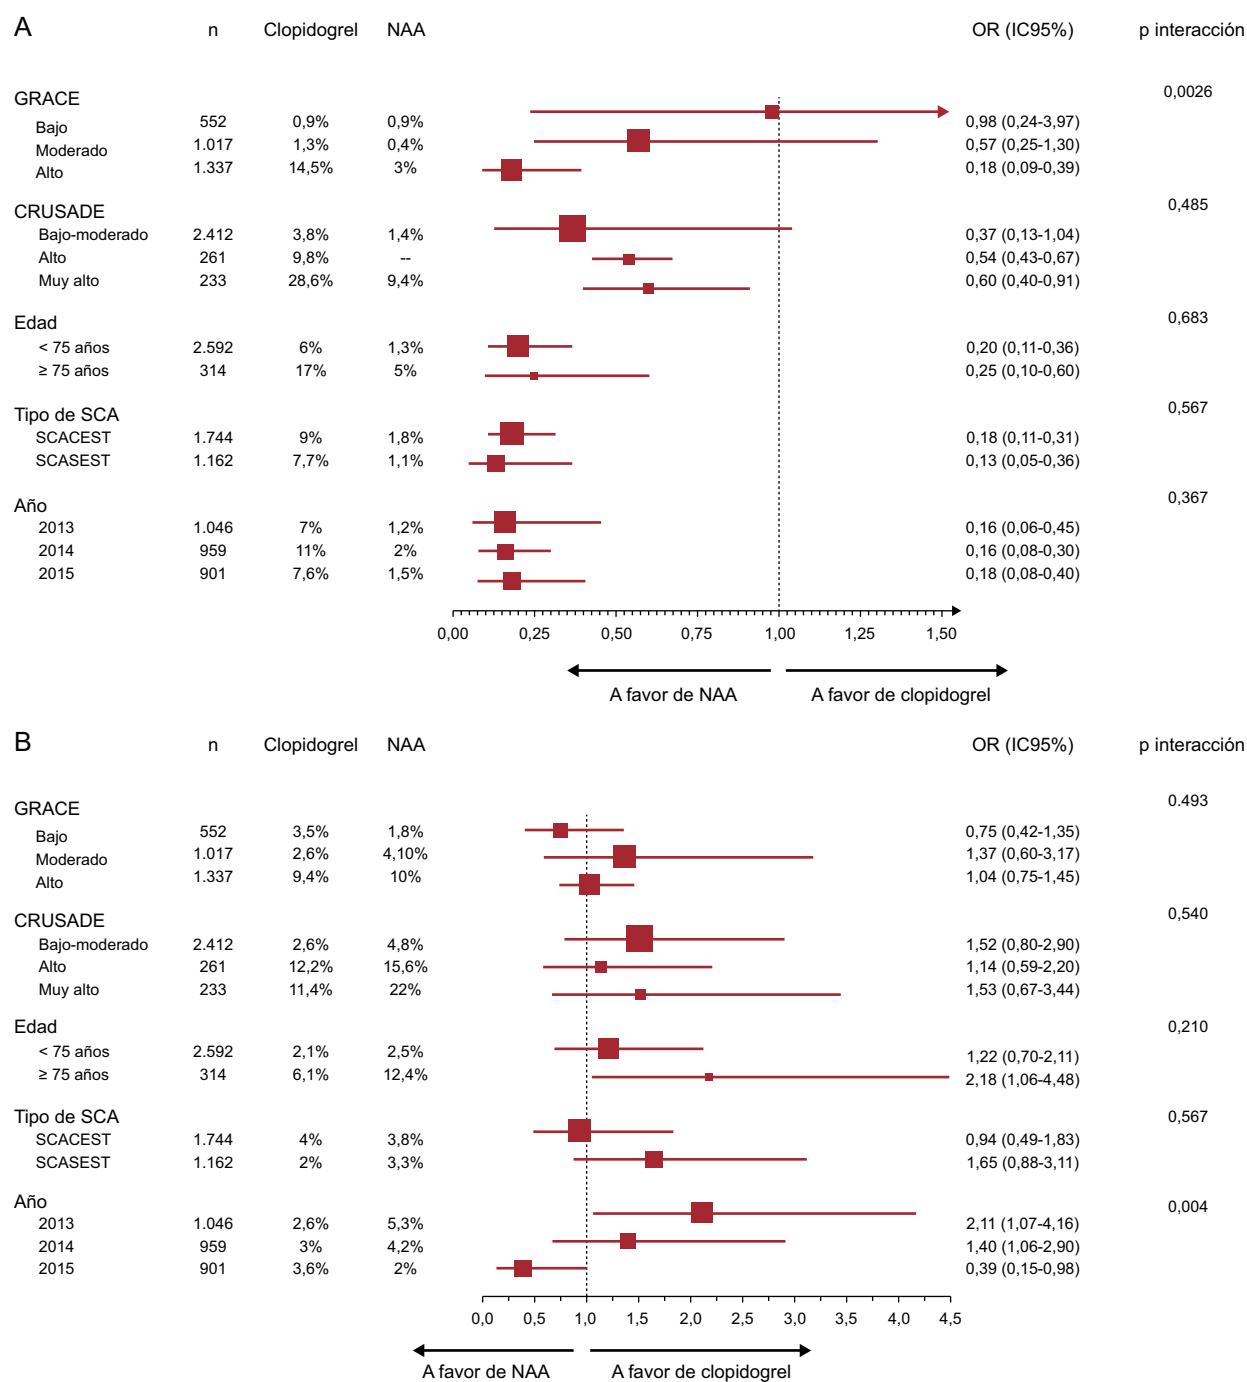 A n Clopidogrel NAA OR (IC95%) p interacción
GRACE 0,0026
Bajo 552 0,9% 0,9% 0,98 (0,24-3,97)
Moderado 1.017 1,3% 0,4% 0,57 (0,25-1,30)
Alto 1.337 14,5% 3% 0,18 (0,09-0,39)
CRUSADE 0,485
Bajo-moderado 2.412 3,8% 1,4% 0,37 (0,13-1,04)
Alto 261 9,8% -- 0,54 (0,43-0,67)
Muy alto 233 28,6% 9,4% 0,60 (0,40-0,91)
Edad 0,683
< 75 años 2.592 6% 1,3% 0,20 (0,11-0,36)
≥ 75 años 314 17% 5% 0,25 (0,10-0,60)
Tipo de SCA 0,567
SCACEST 1.744 9% 1,8% 0,18 (0,11-0,31)
SCASEST 1.162 7,7% 1,1% 0,13 (0,05-0,36)
Año 0,367
2013 1.046 7% 1,2% 0,16 (0,06-0,45)
2014 959 11% 2% 0,16 (0,08-0,30)
2015 901 7,6% 1,5% 0,18 (0,08-0,40)
0,00 0,25 0,50 0,75 1,00 1,25 1,50
A favor de NAA A favor de clopidogrel
B n Clopidogrel NAA OR (IC95%) p interacción
GRACE 0.493
Bajo 552 3,5% 1,8% 0,75 (0,42-1,35)
Moderado 1.017 2,6% 4,10% 1,37 (0,60-3,17)
Alto 1.337 9,4% 10% 1,04 (0,75-1,45)
CRUSADE 0,540
Bajo-moderado 2.412 2,6% 4,8% 1,52 (0,80-2,90)
Alto 261 12,2% 15,6% 1,14 (0,59-2,20)
Muy alto 233 11,4% 22% 1,53 (0,67-3,44)
Edad 0,210
< 75 años 2.592 2,1% 2,5% 1,22 (0,70-2,11)
≥ 75 años 314 6,1% 12,4% 2,18 (1,06-4,48)
Tipo de SCA 0,567
SCACEST 1.744 4% 3,8% 0,94 (0,49-1,83)
SCASEST 1.162 2% 3,3% 1,65 (0,88-3,11)
Año 0,004
2013 1.046 2,6% 5,3% 2,11 (1,07-4,16)
2014 959 3% 4,2% 1,40 (1,06-2,90)
2015 901 3,6% 2% 0,39 (0,15-0,98)
0,0 0,5 1,0 1,5 2,0 2,5 3,0 3,5 4,0 4,5
A favor de NAA A favor de clopidogrel